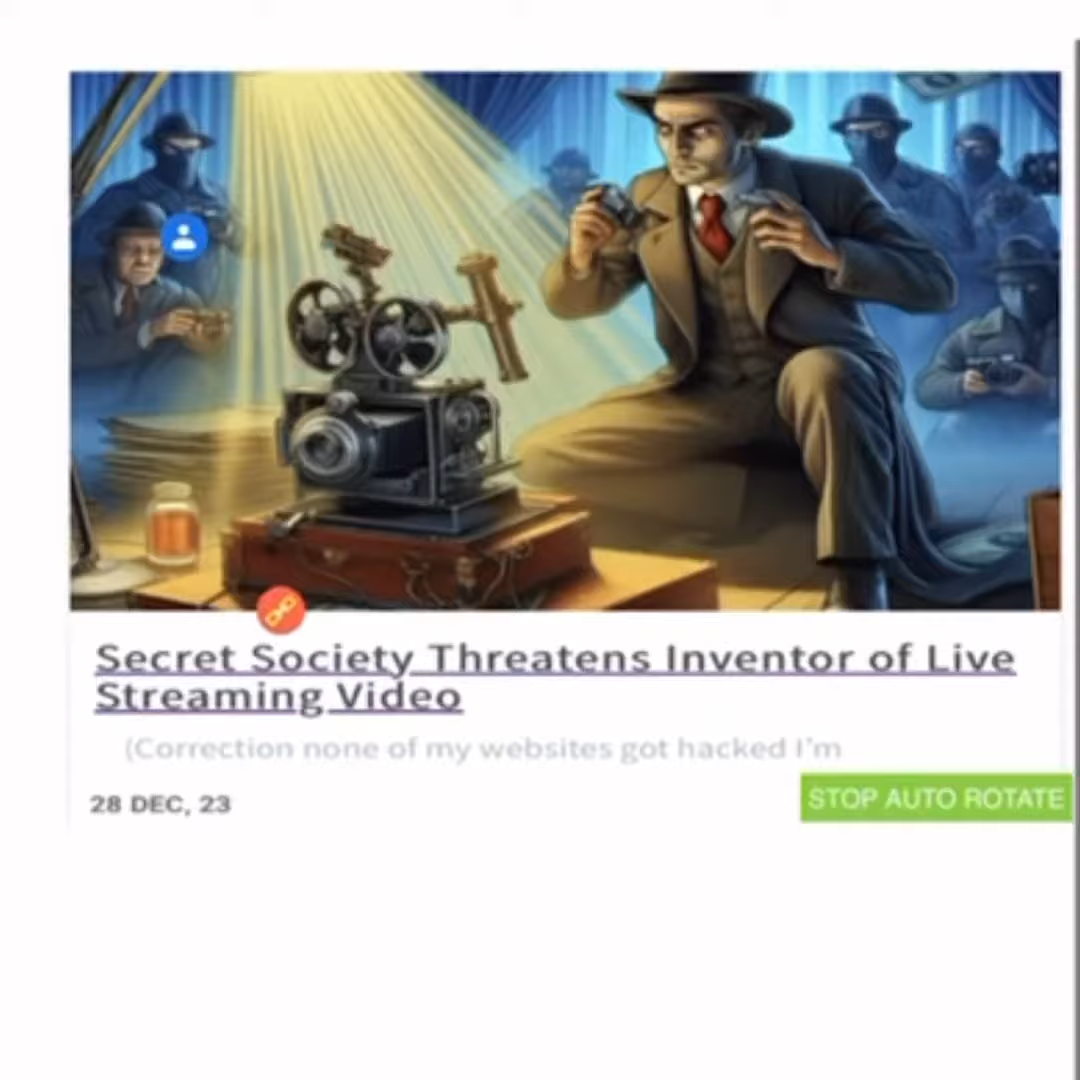 Secret Society Threatens Inventor of Live
Streaming Video
(Correction none of my websites got hacked I'm
28 DEC, 23
STOP AUTO ROTATE